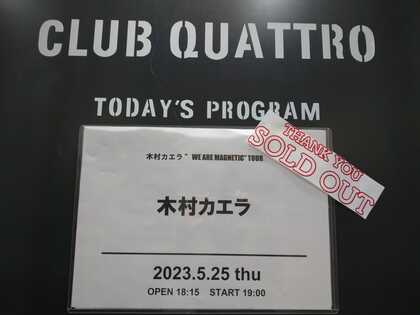 CLUB QUATTRO
TODAY'S PROGRAM
THANK YOU
SOLD OUT
木村カエラ " WE ARE MAGNETIC" TOUR
木村カエラ
2023.5.25 thu
OPEN 18:15 START 19:00